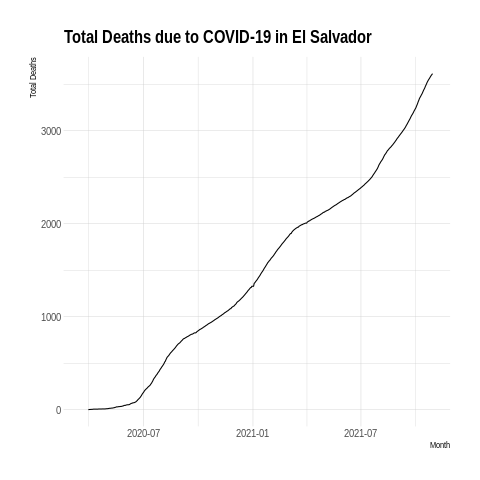 Total Deaths due to COVID-19 in El Salvador
Total Deaths
3000
2000
1000
0
2020-07
2021-01
2021-07
Month